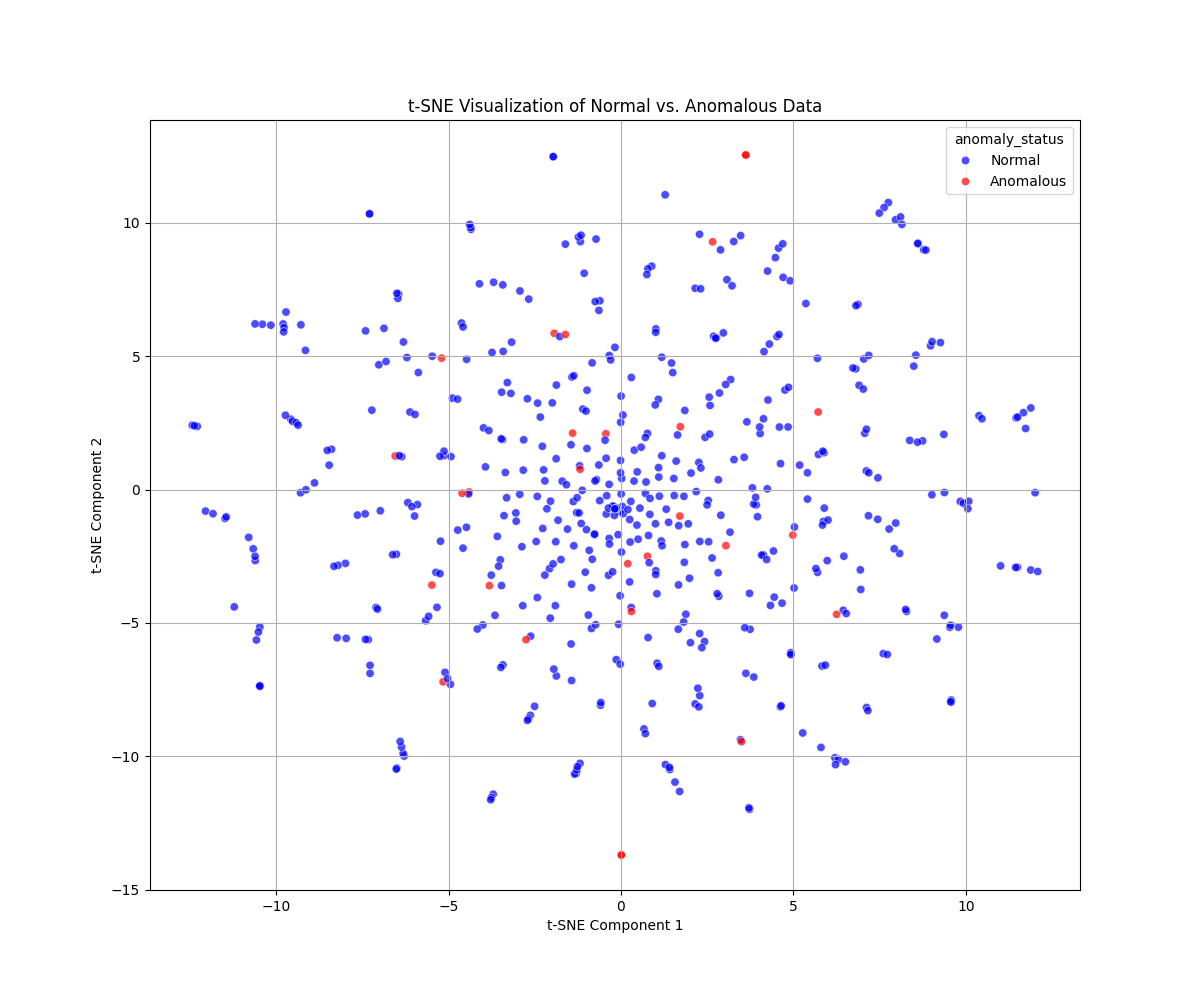 t-SNE Visualization of Normal vs. Anomalous Data
anomaly_status
Normal
Anomalous
10
5
0
−5
−10
−15
t-SNE Component 2
−10
−5
0
5
10
t-SNE Component 1